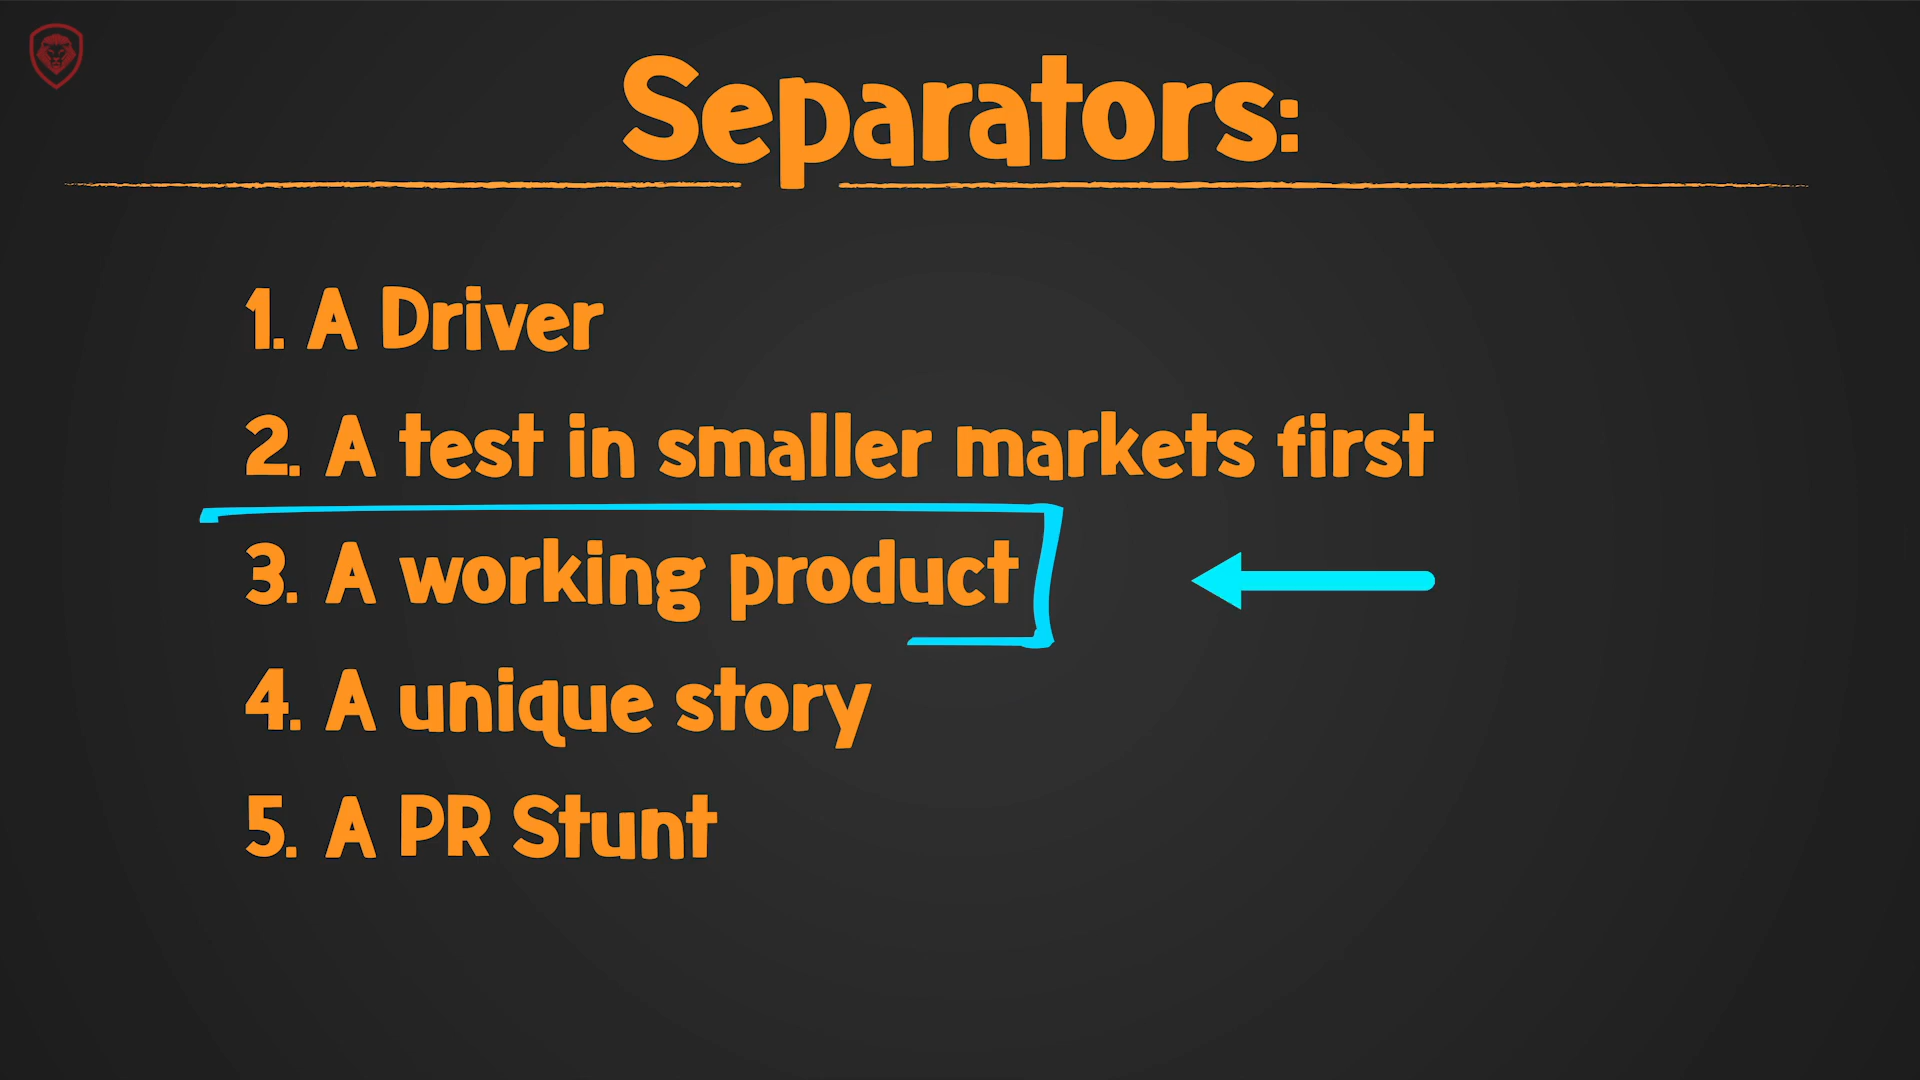 Separators:
1. A Driver
2. A test in smaller markets first
3. A working product
4. A unique story
5. A PR Stunt